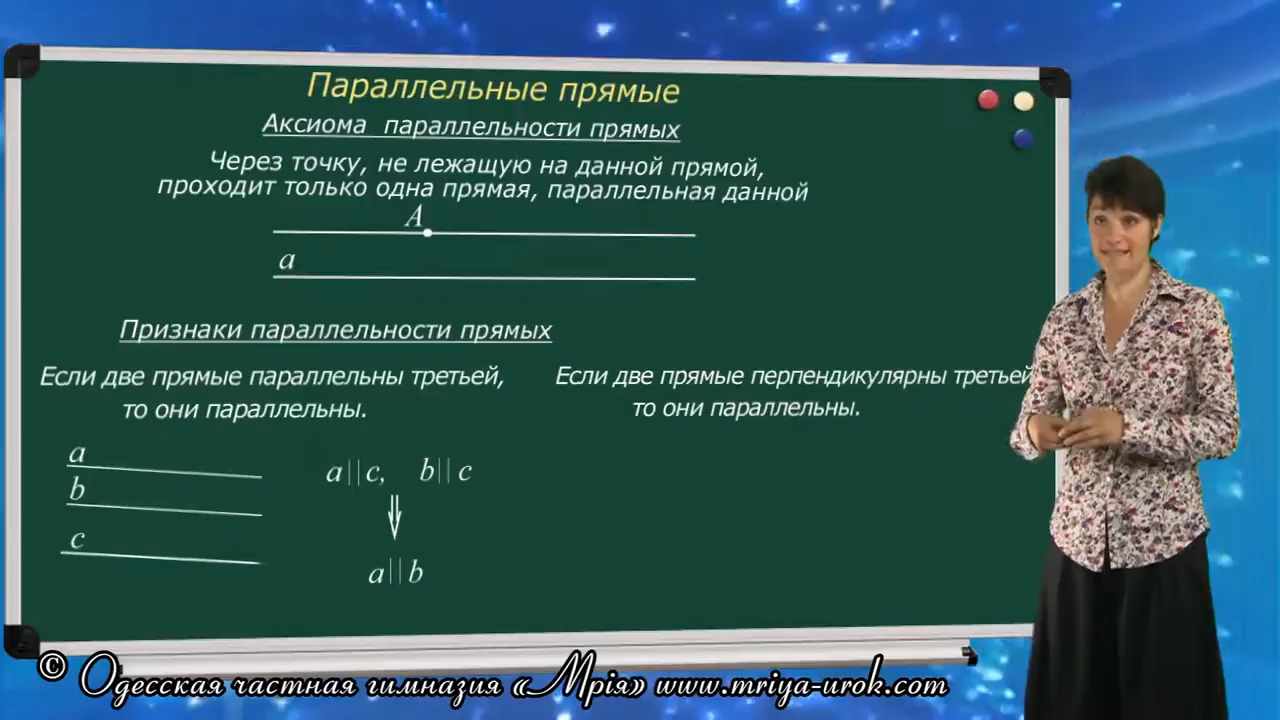 Параллельные прямые
Аксиома параллельности прямых
Через точку, не лежащую на данной прямой,
проходит только одна прямая, параллельная данной
A
a
Признаки параллельности прямых
Если две прямые параллельны третьей,
то они параллельны.
Если две прямые перпендикулярны третьей
то они параллельны.
a
b
c
a||c, b||c
⇓
a||b
© Одесская частная гимназия «Мрія» www.mriya-urok.com